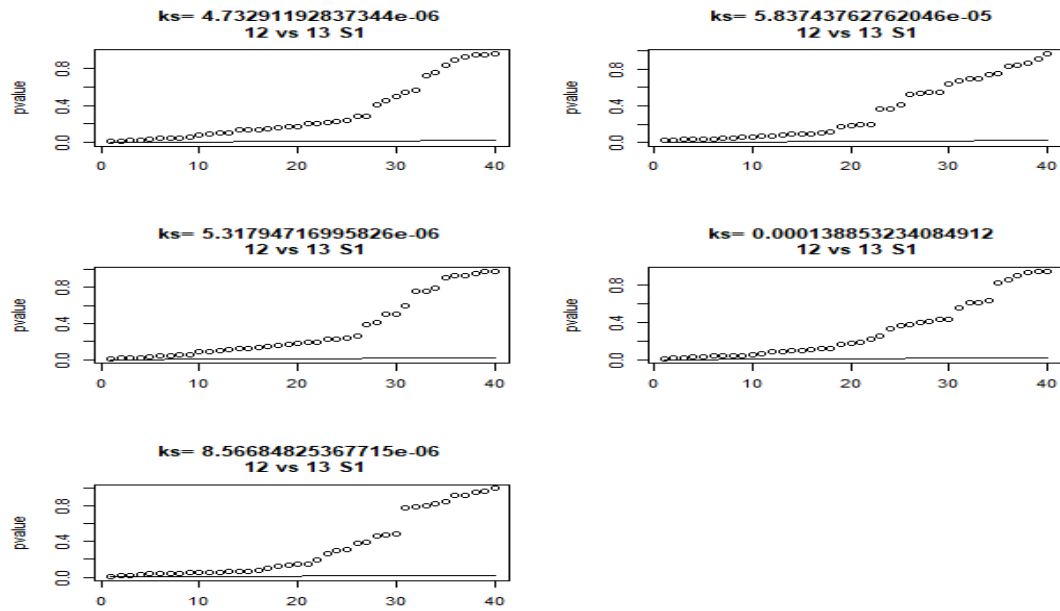 ks= 4.73291192837344e-06
12 vs 13 S1
pvalue
0.0 0.4 0.8
0 10 20 30 40
ks= 5.83743762762046e-05
12 vs 13 S1
pvalue
0.0 0.4 0.8
0 10 20 30 40
ks= 5.31794716995826e-06
12 vs 13 S1
pvalue
0.0 0.4 0.8
0 10 20 30 40
ks= 0.000138853234084912
12 vs 13 S1
pvalue
0.0 0.4 0.8
0 10 20 30 40
ks= 8.56684825367715e-06
12 vs 13 S1
pvalue
0.0 0.4 0.8
0 10 20 30 40